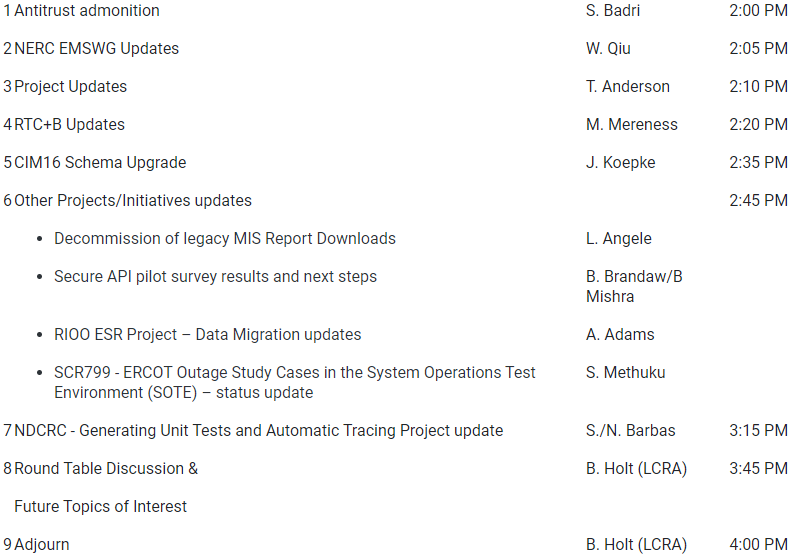 1 Antitrust admonition S. Badri 2:00 PM
2 NERC EMSWG Updates W. Qiu 2:05 PM
3 Project Updates T. Anderson 2:10 PM
4 RTC+B Updates M. Mereness 2:20 PM
5 CIM16 Schema Upgrade J. Koepke 2:35 PM
6 Other Projects/Initiatives updates 2:45 PM
• Decommission of legacy MIS Report Downloads L. Angele
• Secure API pilot survey results and next steps B. Brandaw/B
Mishra
• RIOO ESR Project – Data Migration updates A. Adams
• SCR799 - ERCOT Outage Study Cases in the System Operations Test S. Methuku
Environment (SOTE) – status update
7 NDCRC - Generating Unit Tests and Automatic Tracing Project update S./N. Barbas 3:15 PM
8 Round Table Discussion & B. Holt (LCRA) 3:45 PM
Future Topics of Interest
9 Adjourn B. Holt (LCRA) 4:00 PM